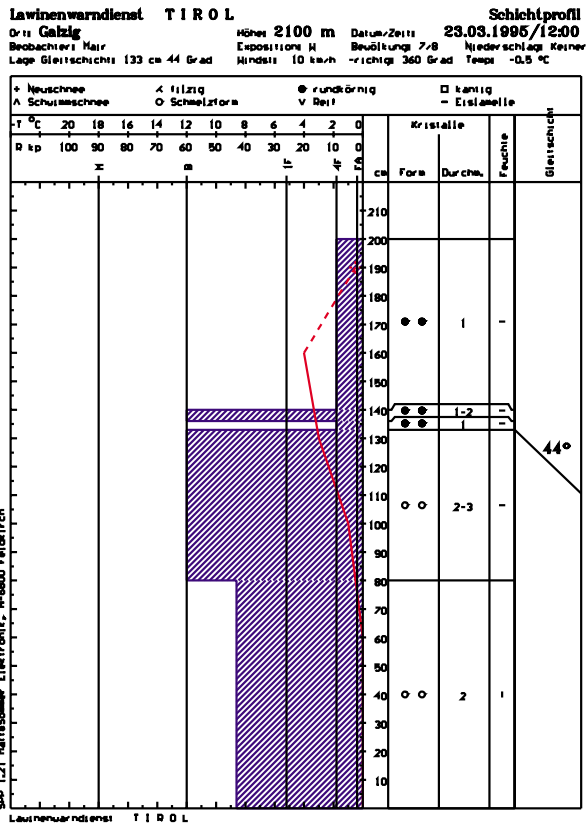 Lawinenwarndienst T I R O L Schichtprofil
Ort: Galzig Höhe: 2100 m Datum/Zeit: 23.03.1995/12:00
Beobachter: Mair Exposition: W Bewölkung: 7/8 Niederschlag: Keiner
Lage Gleitschicht: 133 cm 44 Grad Windst: 10 km/h -richtig: 360 Grad Temp: -0.5 °C
+ Neuschnee filzig rundkörnig kantig
Schwimmschnee Schmelzform V Reif - Eislamelle
-T °C 20 18 16 14 12 10 8 6 4 2 0 Kristalle
R kp 100 90 80 70 60 50 40 30 20 10 0
K M 1F 4F FA cm Form Durchm. Feuchte Gleitschicht
210
200
190
180
170 1 -
160
150
140 1-2 -
1 -
130
44°
120
110 2-3 -
100
90
80
70
60
50
40 2 I
30
20
10
Lawinenwarndienst T I R O L